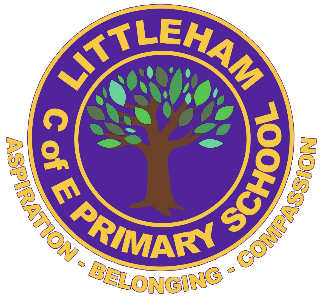 LITTLEHAM
C of E PRIMARY SCHOOL
ASPIRATION - BELONGING - COMPASSION